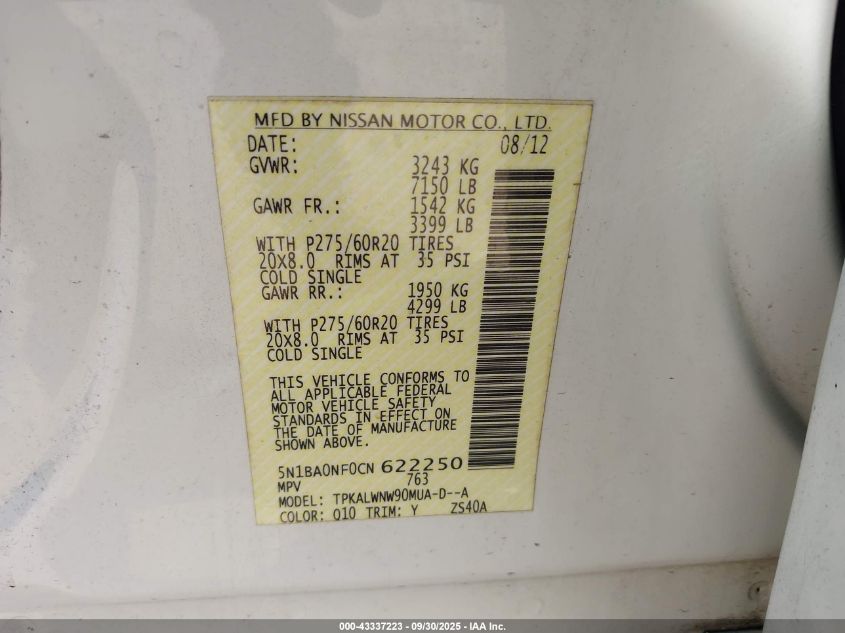 MFD BY NISSAN MOTOR CO., LTD.
DATE: 08/12
GVWR: 3243 KG
7150 LB
GAWR FR.: 1542 KG
3399 LB
WITH P275/60R20 TIRES
20X8.0 RIMS AT 35 PSI
COLD SINGLE
GAWR RR.: 1950 KG
4299 LB
WITH P275/60R20 TIRES
20X8.0 RIMS AT 35 PSI
COLD SINGLE
THIS VEHICLE CONFORMS TO
ALL APPLICABLE FEDERAL
MOTOR VEHICLE SAFETY
STANDARDS IN EFFECT ON
THE DATE OF MANUFACTURE
SHOWN ABOVE.
5N1BA0NF0CN 622250
MPV 763
MODEL: TPKALWNW90MUA-D--A
COLOR: Q10 TRIM: Y ZS40A
000-43337223 - 09/30/2025 - IAA Inc.